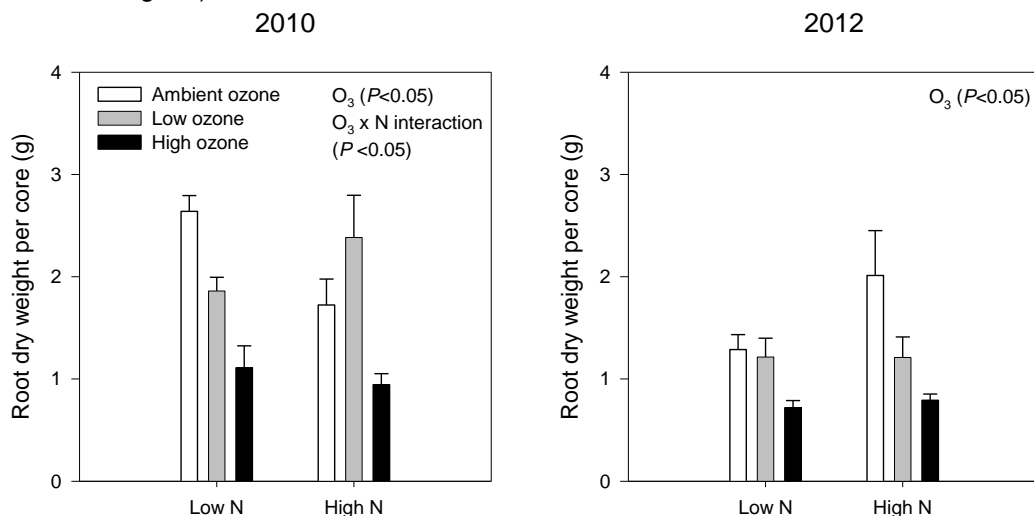 2010
2012
Root dry weight per core (g)
4
3
2
1
0
Ambient ozone
Low ozone
High ozone
O₃ (P<0.05)
O₃ x N interaction
(P <0.05)
Low N
High N
Root dry weight per core (g)
4
3
2
1
0
O₃ (P<0.05)
Low N
High N